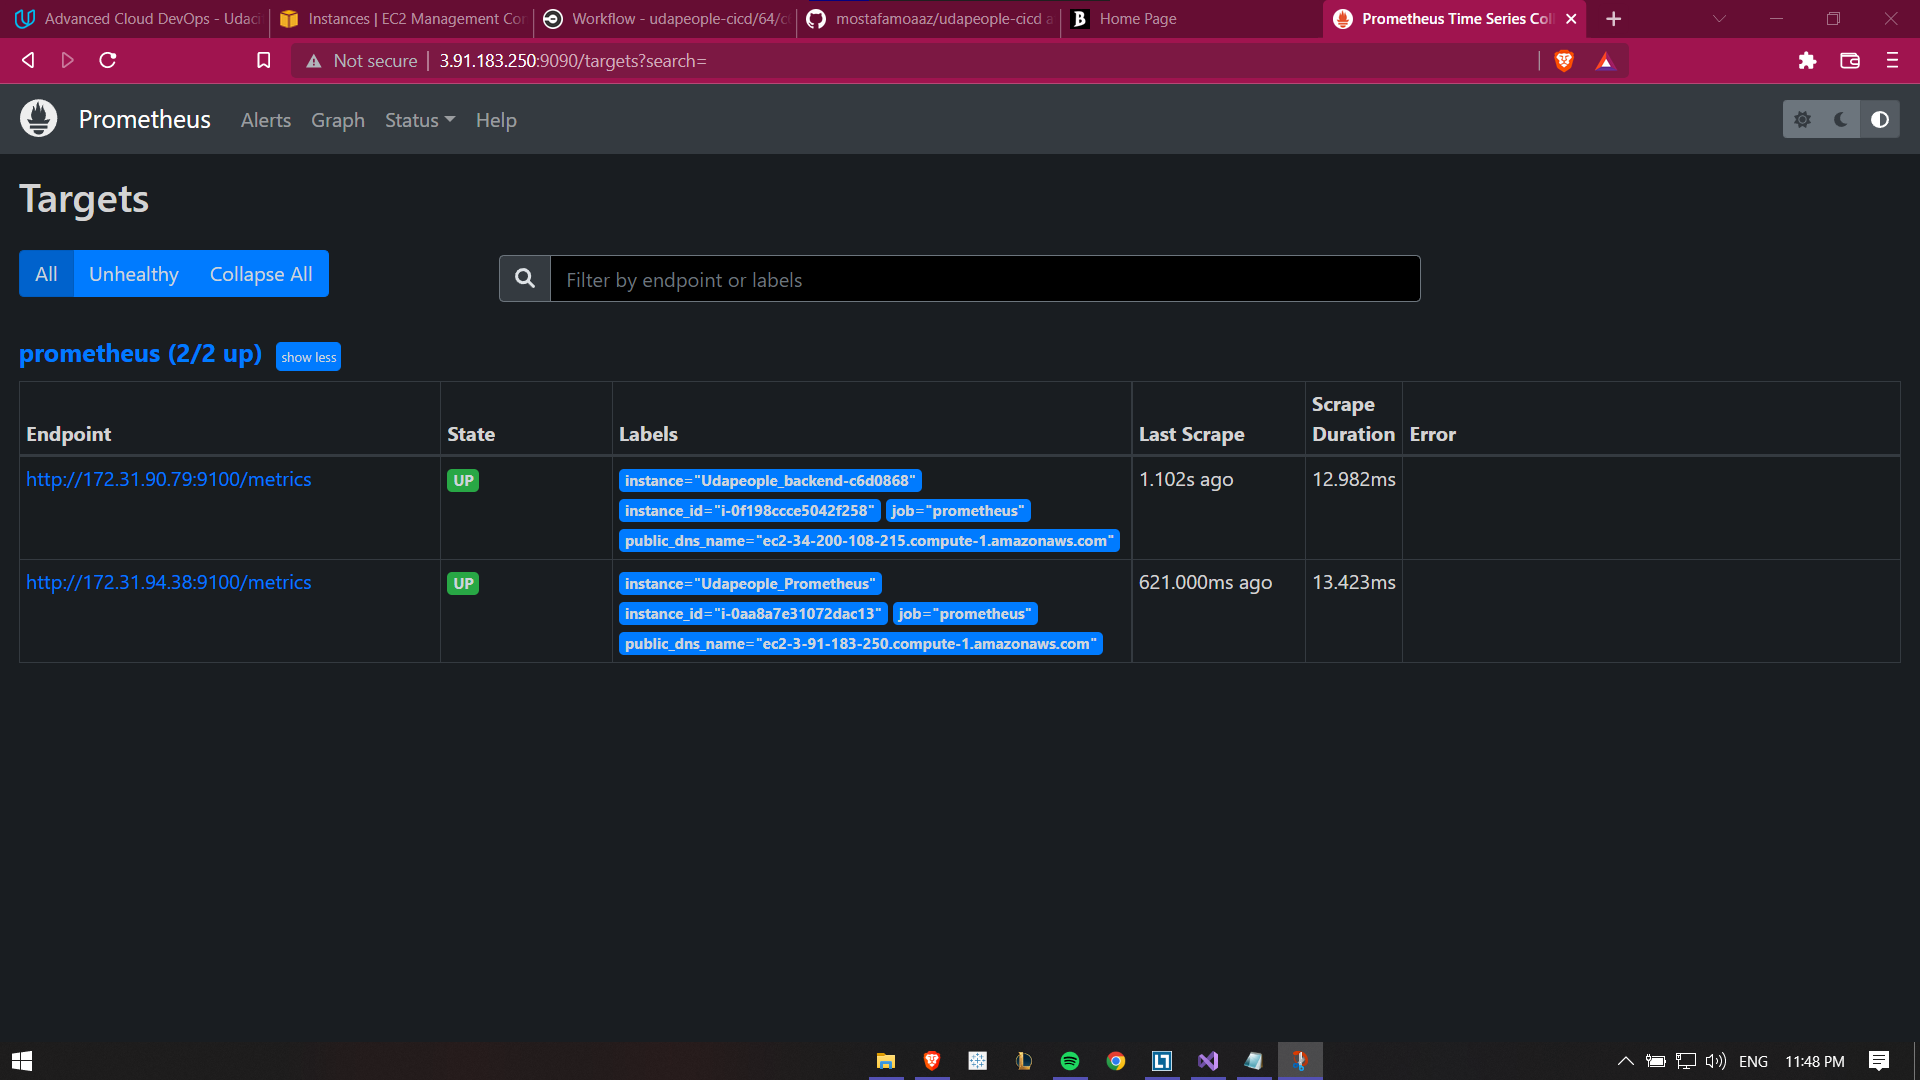 Advanced Cloud DevOps - Udaci
Instances | EC2 Management Con
Workflow - udapeople-cicd/64/c
mostafamoaaz/udapeople-cicd a
Home Page
Prometheus Time Series Coll
Not secure
3.91.183.250:9090/targets?search=
Prometheus
Alerts
Graph
Status
Help
Targets
All
Unhealthy
Collapse All
Filter by endpoint or labels
prometheus (2/2 up)
show less
Endpoint
State
Labels
Last Scrape
Scrape
Duration
Error
http://172.31.90.79:9100/metrics
UP
instance="Udapeople_backend-c6d0868"
instance_id="i-0f198ccce5042f258" job="prometheus"
public_dns_name="ec2-34-200-108-215.compute-1.amazonaws.com"
1.102s ago
12.982ms
http://172.31.94.38:9100/metrics
UP
instance="Udapeople_Prometheus"
instance_id="i-0aa8a7e31072dac13" job="prometheus"
public_dns_name="ec2-3-91-183-250.compute-1.amazonaws.com"
621.000ms ago
13.423ms
ENG
11:48 PM